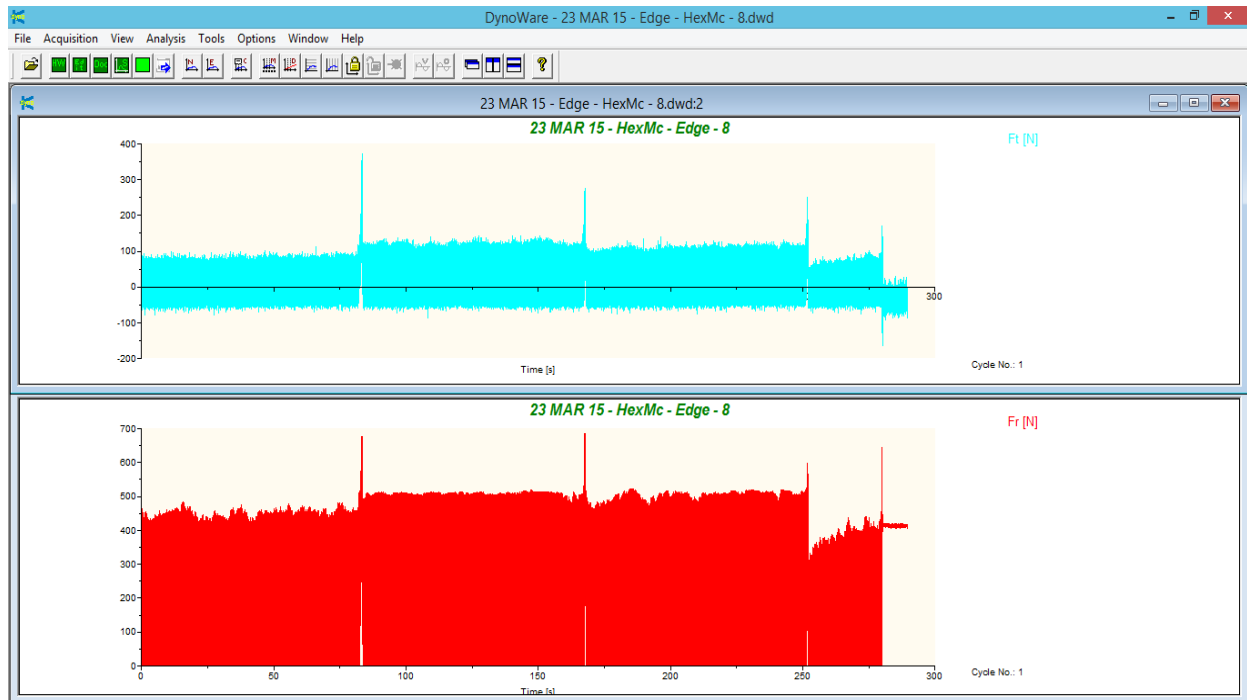 DynoWare - 23 MAR 15 - Edge - HexMc - 8.dwd
File Acquisition View Analysis Tools Options Window Help
23 MAR 15 - Edge - HexMc - 8.dwd:2
23 MAR 15 - HexMc - Edge - 8
Ft [N]
400
300
200
100
0
-100
-200
300
Time [s]
Cycle No.: 1
23 MAR 15 - HexMc - Edge - 8
Fr [N]
700
600
500
400
300
200
100
0
0 50 100 150 200 250 300
Time [s]
Cycle No.: 1